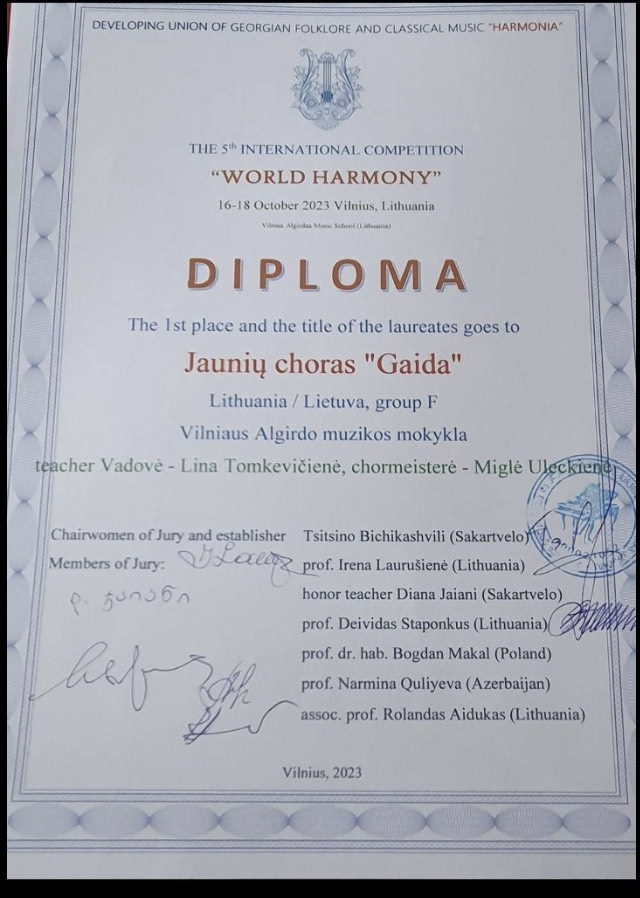 DEVELOPING UNION OF GEORGIAN FOLKLORE AND CLASSICAL MUSIC "HARMONIA"
THE 5th INTERNATIONAL COMPETITION
"WORLD HARMONY"
16-18 October 2023 Vilnius, Lithuania
Vilnius Algirdas Music School (Lithuania)
DIPLOMA
The 1st place and the title of the laureates goes to
Jaunių choras "Gaida"
Lithuania / Lietuva, group F
Vilniaus Algirdo muzikos mokykla
teacher Vadovė - Lina Tomkevičienė, chormeisterė - Miglė Uleckienė
Chairwomen of Jury and establisher Tsitsino Bichikashvili (Sakartvelo)
Members of Jury: prof. Irena Laurušienė (Lithuania)
honor teacher Diana Jaiani (Sakartvelo)
prof. Deividas Staponkus (Lithuania)
prof. dr. hab. Bogdan Makal (Poland)
prof. Narmina Quliyeva (Azerbaijan)
assoc. prof. Rolandas Aidukas (Lithuania)
Vilnius, 2023